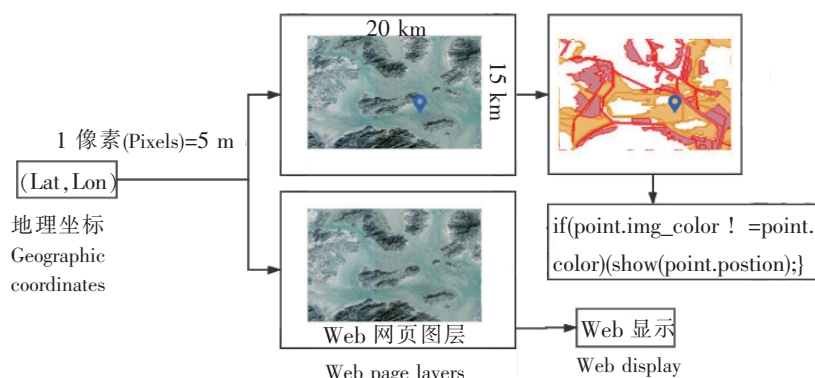 20 km
15 km
1 像素(Pixels)=5 m
(Lat,Lon)
地理坐标
Geographic
coordinates
if(point.img_color ! =point.
color)(show(point.postion);}
Web 网页图层
Web page layers
Web 显示
Web display